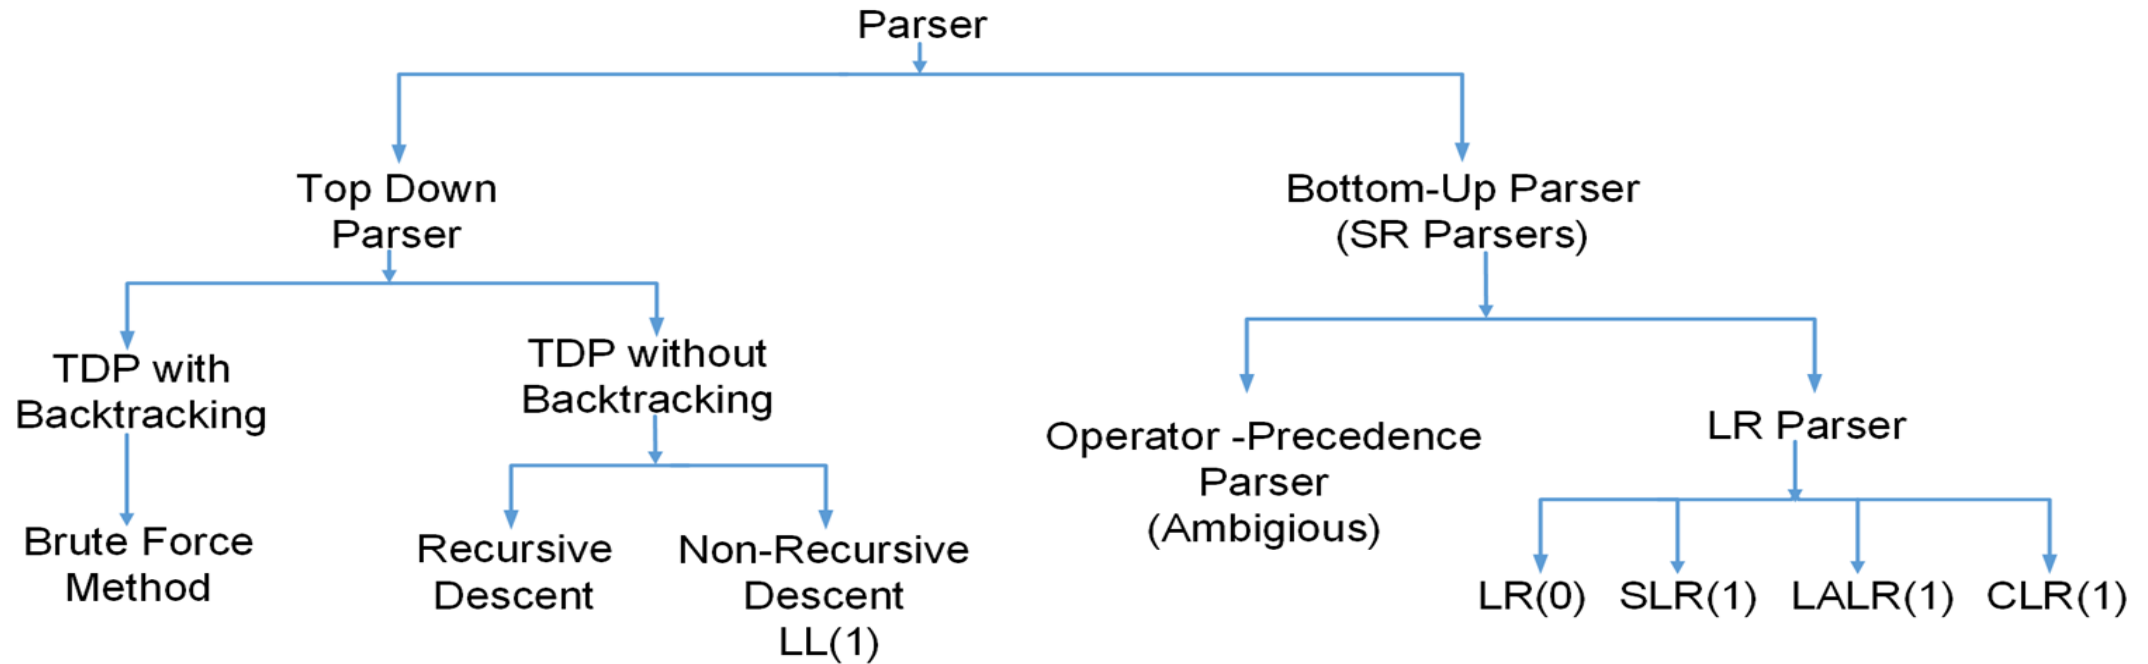 Parser
Top Down
Parser
Bottom-Up Parser
(SR Parsers)
TDP with
Backtracking
TDP without
Backtracking
Operator -Precedence
Parser
(Ambigious)
LR Parser
Brute Force
Method
Recursive
Descent
Non-Recursive
Descent
LL(1)
LR(0)
SLR(1)
LALR(1)
CLR(1)